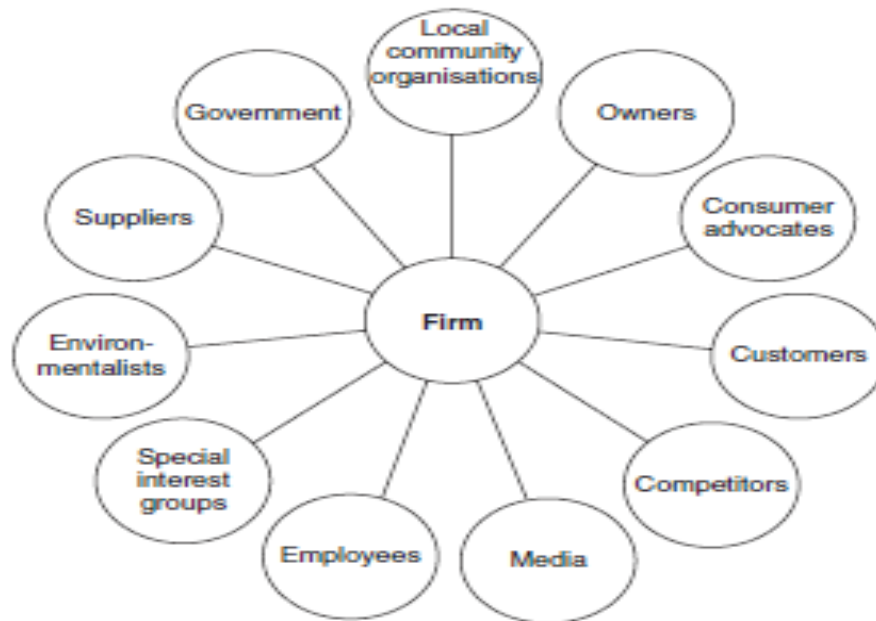 Local
community
organisations
Government
Owners
Suppliers
Consumer
advocates
Firm
Environ-
mentalists
Customers
Special
interest
groups
Competitors
Employees
Media